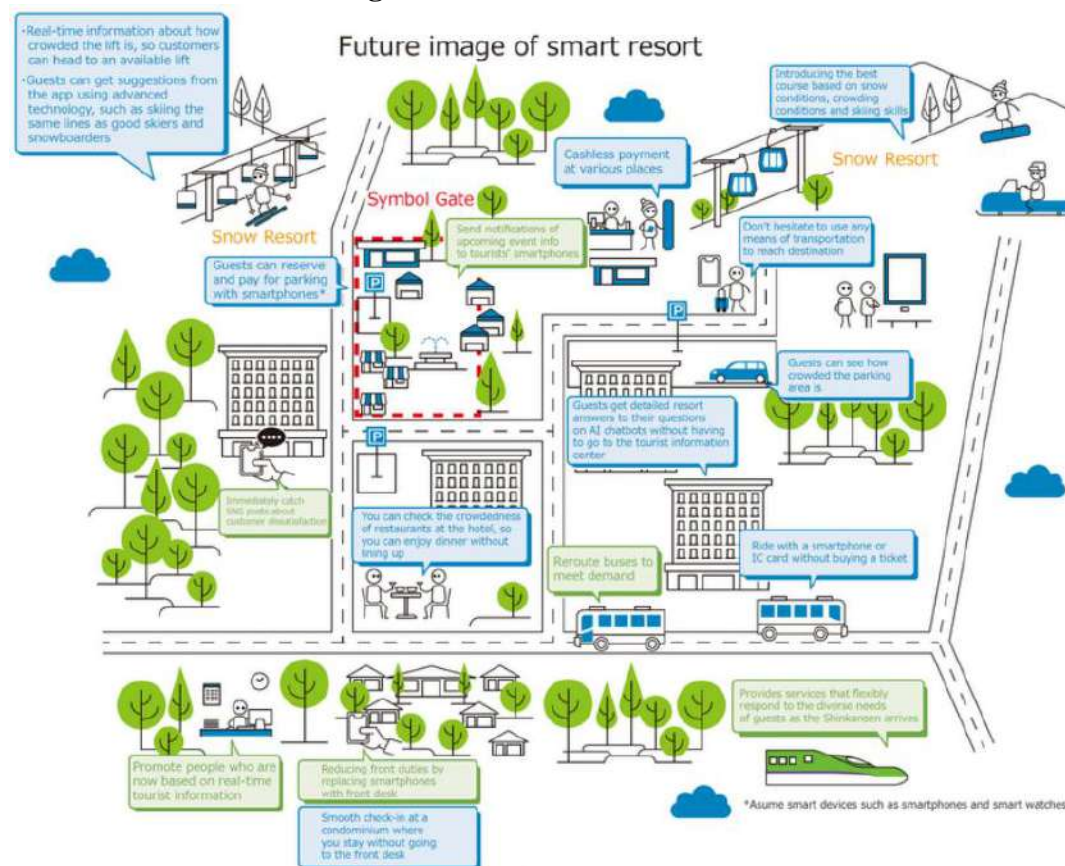 Future image of smart resort
·Real-time information about how
crowded the lift is, so customers
can head to an available lift
·Guests can get suggestions from
the app using advanced
technology, such as skiing the
same lines as good skiers and
snowboarders
Introducing the best
course based on snow
conditions, crowding
conditions and skiing skills
Cashless payment
at various places
Snow Resort
Symbol Gate
Send notifications of
upcoming event info
to tourists' smartphones
Snow Resort
Don't hesitate to use any
means of transportation
to reach destination
Guests can reserve
and pay for parking
with smartphones*
P
P
Guests can see how
crowded the parking
area is
Guests get detailed resort
answers to their questions
on AI chatbots without having
to go to the tourist information
center
P
Immediately catch
SNS posts about
customer dissatisfaction
You can check the crowdedness
of restaurants at the hotel, so
you can enjoy dinner without
lining up
Reroute buses to
meet demand
Ride with a smartphone or
IC card without buying a ticket
Provides services that flexibly
respond to the diverse needs
of guests as the Shinkansen arrives
Promote people who are
now based on real-time
tourist information
Reducing front duties by
replacing smartphones
with front desk
Smooth check-in at a
condominium where
you stay without going
to the front desk
*Asume smart devices such as smartphones and smart watches